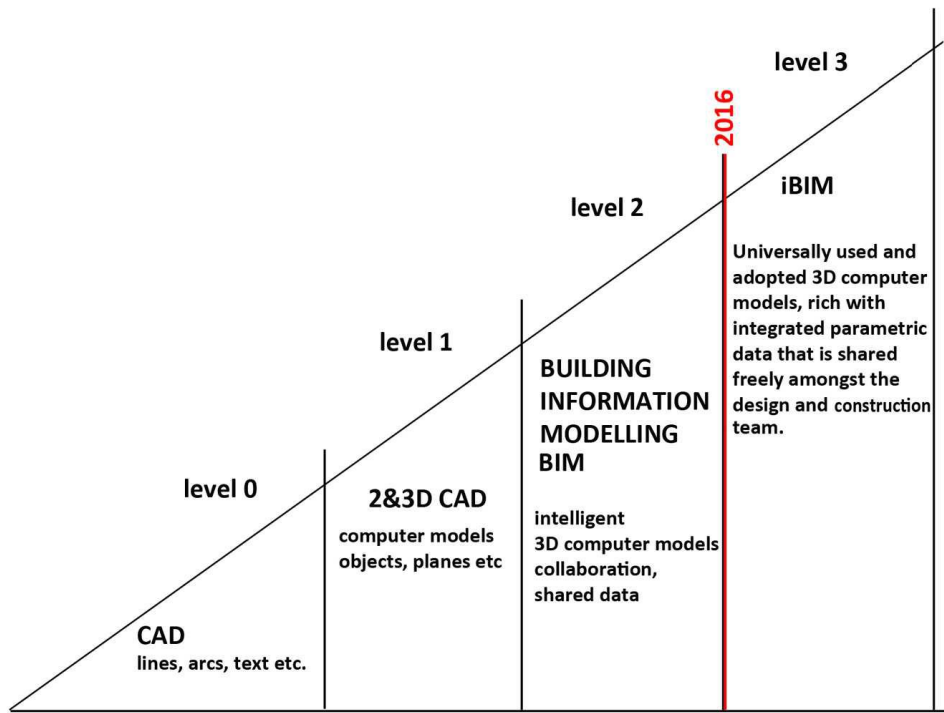 level 3
2016
iBIM
level 2
Universally used and
adopted 3D computer
models, rich with
integrated parametric
data that is shared
freely amongst the
design and construction
team.
level 1
BUILDING
INFORMATION
MODELLING
BIM
level 0
2&3D CAD
computer models
objects, planes etc
intelligent
3D computer models
collaboration,
shared data
CAD
lines, arcs, text etc.